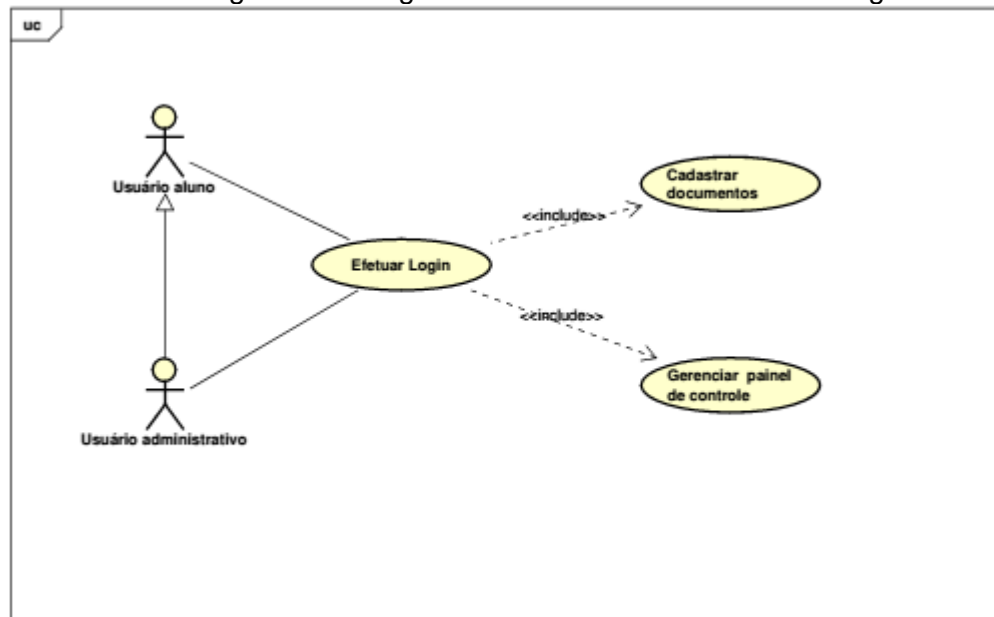 uc
Usuário aluno
Cadastrar
documentos
<<include>>
Efetuar Login
<<include>>
Gerenciar painel
de controle
Usuário administrativo